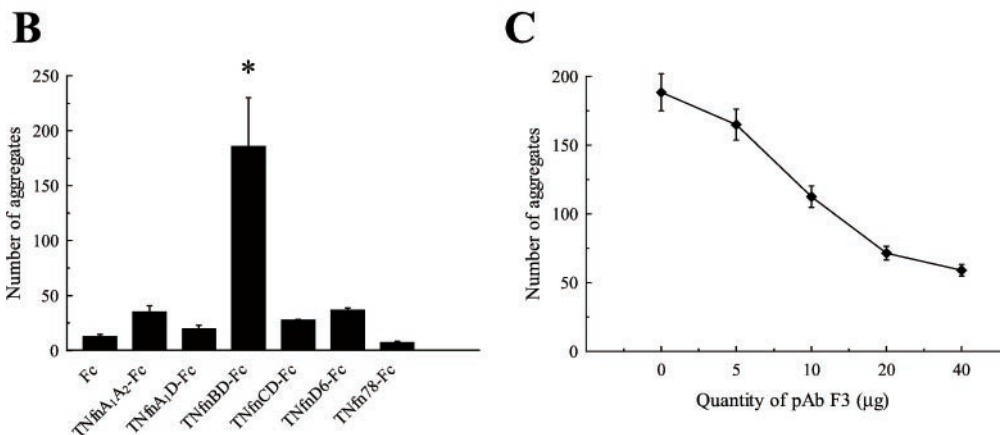 B
*
Number of aggregates
250
200
150
100
50
0
Fc
TNfnA₁A₂-Fc
TNfnA₁D-Fc
TNfnBD-Fc
TNfnCD-Fc
TNfnD6-Fc
TNfn78-Fc
C
Number of aggregates
200
150
100
50
0
0 5 10 20 40
Quantity of pAb F3 (μg)